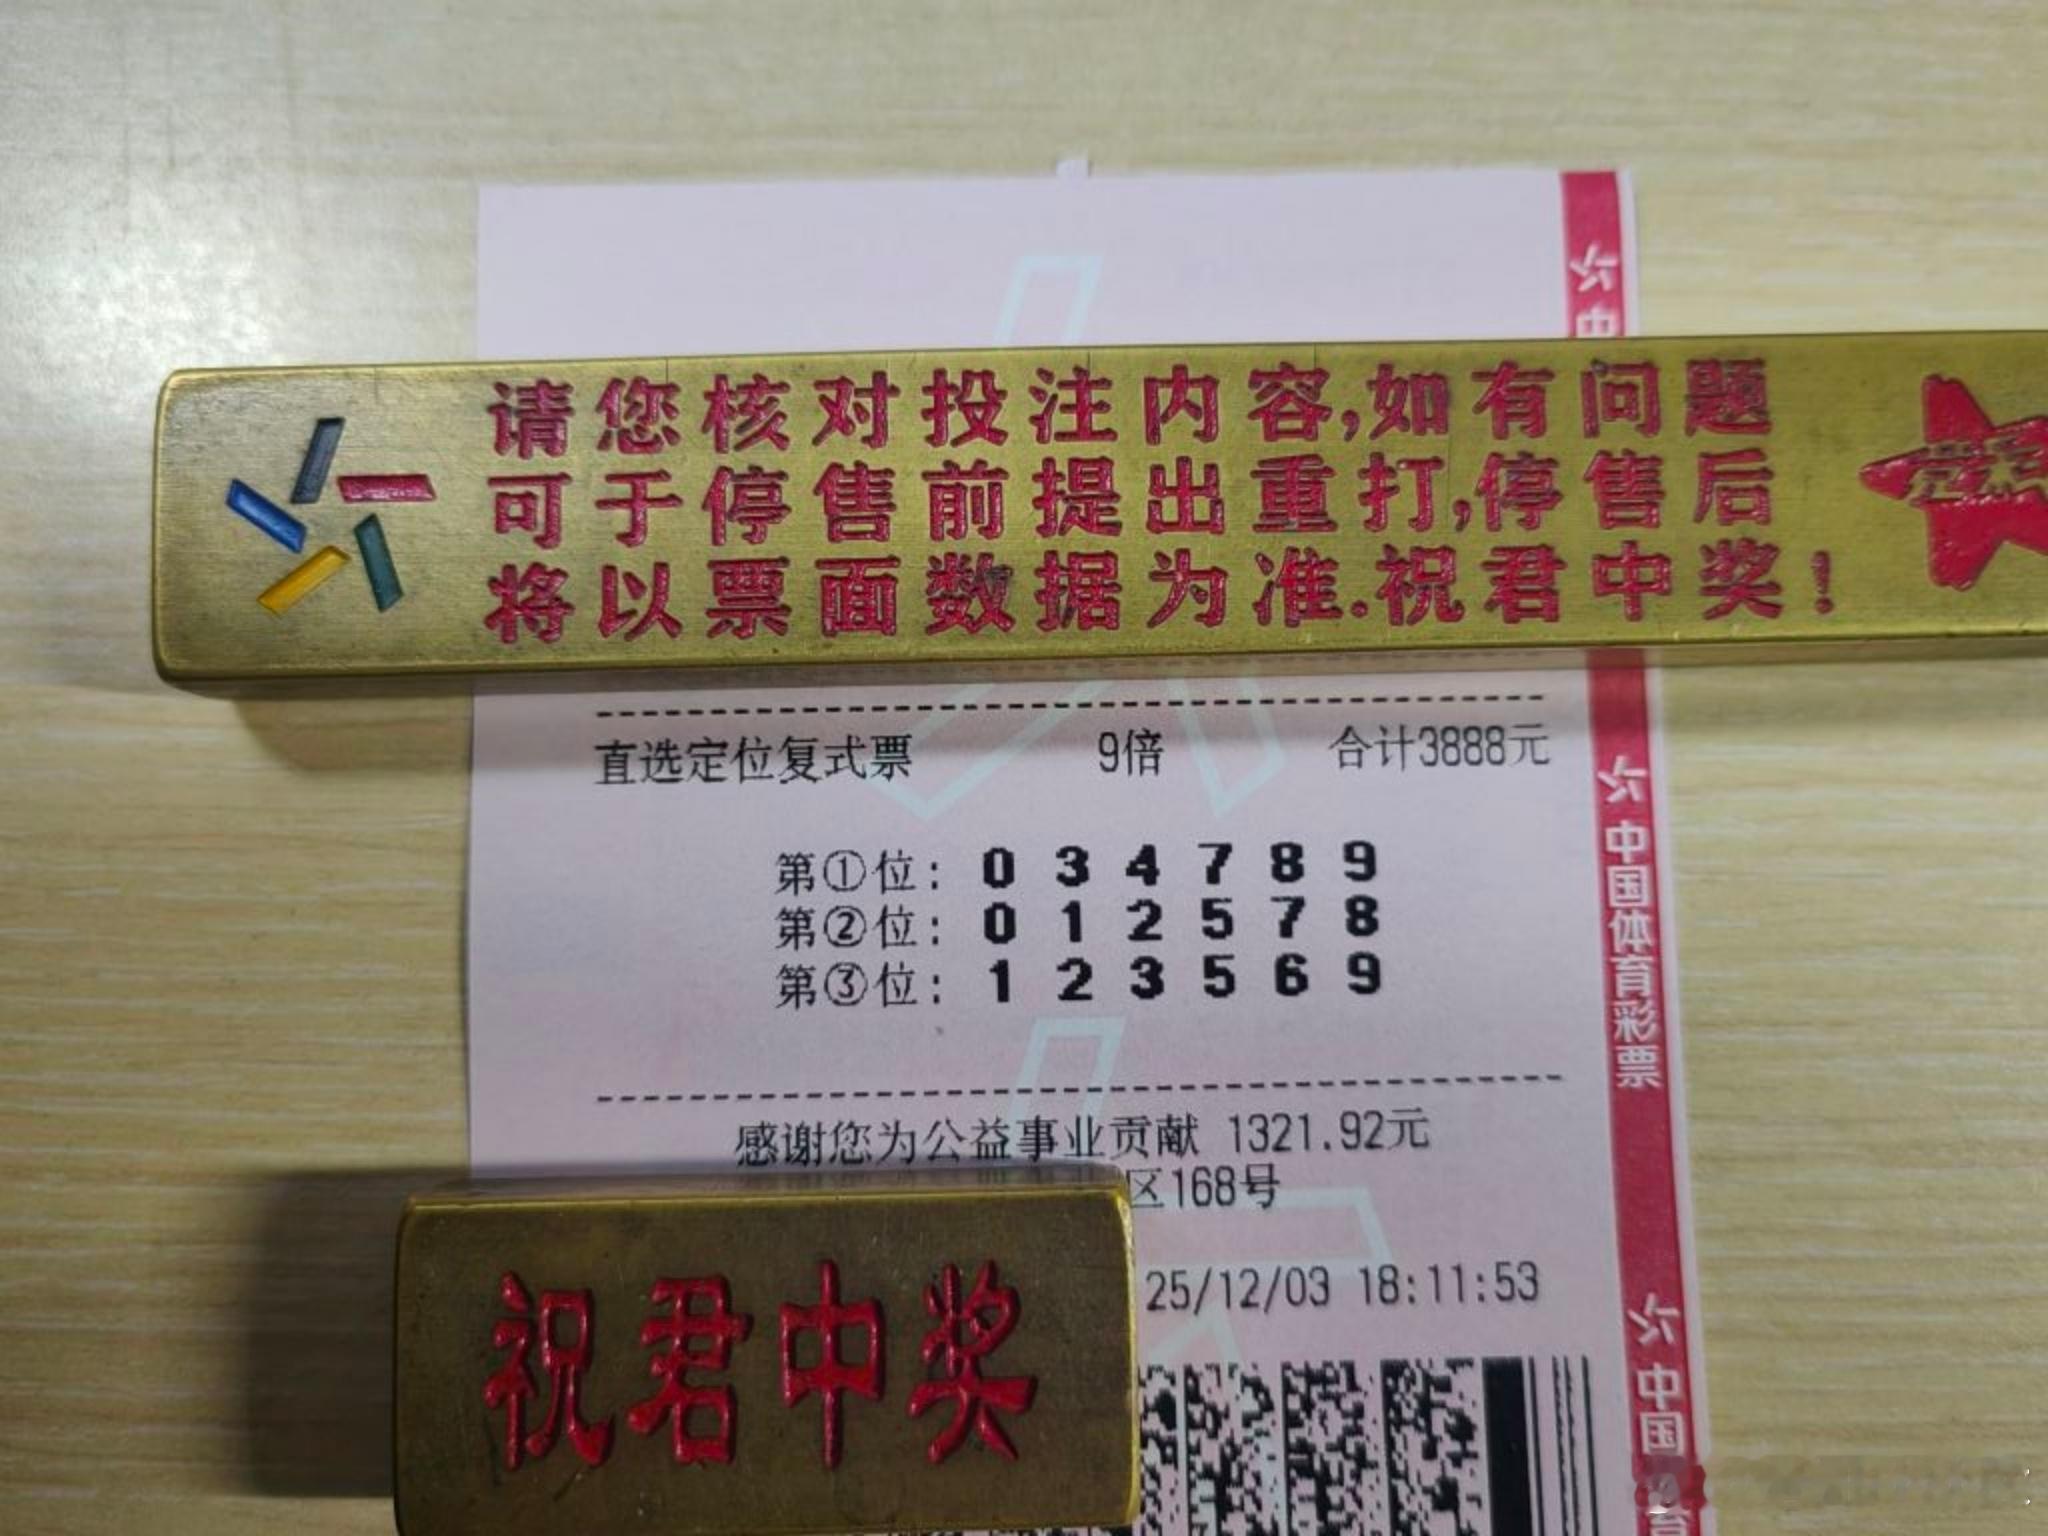 请您核对投注内容,如有问题
可于停售前提出重打,停售后
将以票面数据为准.祝君中奖!
直选定位复式票 9倍 合计3888元
第①位: 0 3 4 7 8 9
第②位: 0 1 2 5 7 8
第③位: 1 2 3 5 6 9
感谢您为公益事业贡献 1321.92元
区168号
25/12/03 18:11:53
祝君中奖
中
中国体育彩票
中国